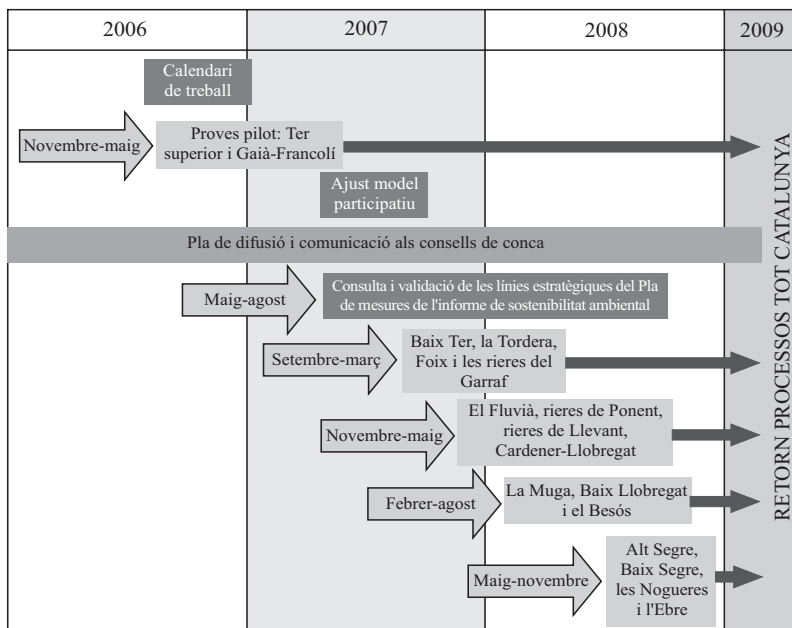 2006
2007
2008
2009
Calendari
de treball
Novembre-maig
Proves pilot: Ter
superior i Gaià-Francolí
Ajust model
participatiu
Pla de difusió i comunicació als consells de conca
Maig-agost
Consulta i validació de les línies estratègiques del Pla
de mesures de l'informe de sostenibilitat ambiental
Setembre-març
Baix Ter, la Tordera,
Foix i les rieres del
Garraf
Novembre-maig
El Fluvià, rieres de Ponent,
rieres de Llevant,
Cardener-Llobregat
Febrer-agost
La Muga, Baix Llobregat
i el Besós
Maig-novembre
Alt Segre,
Baix Segre,
les Nogueres
i l'Ebre
RETORN PROCESSOS TOT CATALUNYA